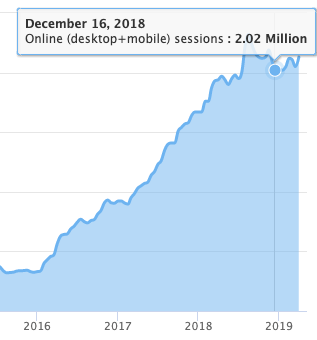 December 16, 2018
Online (desktop+mobile) sessions : 2.02 Million
2016 2017 2018 2019